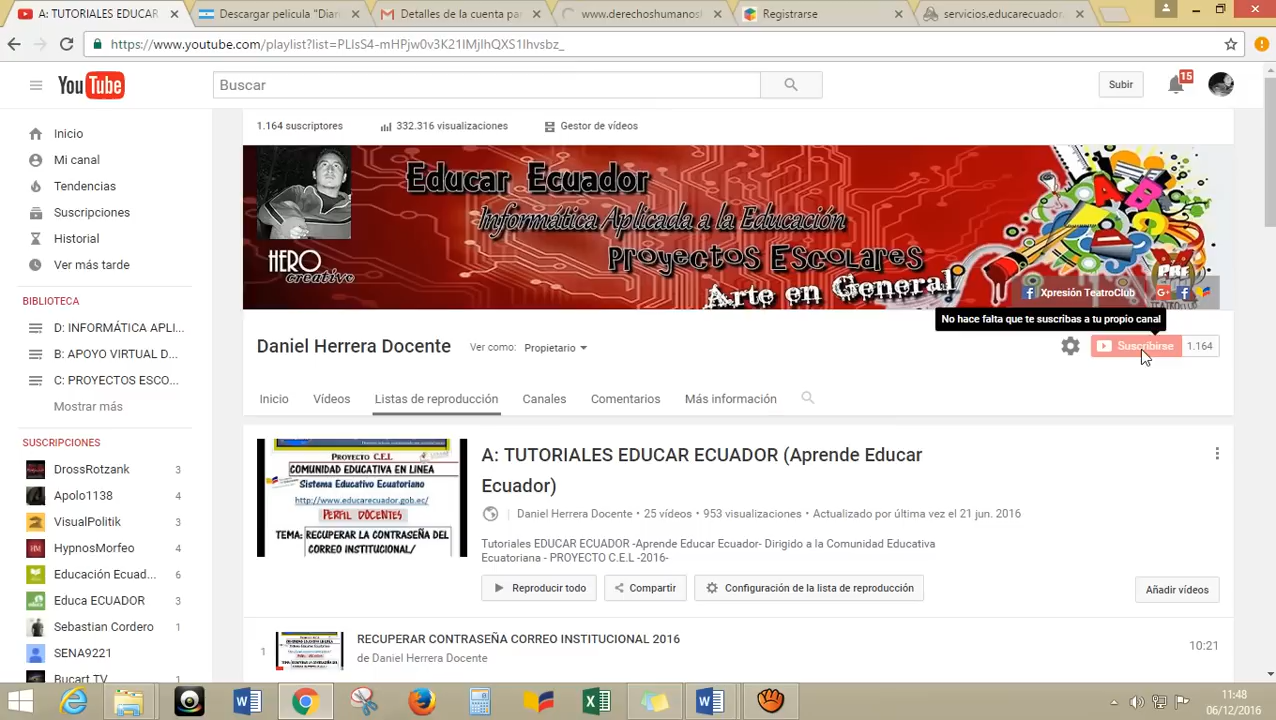 A: TUTORIALES EDUCAR
Descargar película "Dian
Detalles de la cuenta pa
www.derechoshumanos
Registrarse
servicios.educarecuador.
https://www.youtube.com/playlist?list=PLIsS4-mHPjw0v3K21IMjIhQXS1Ihvsbz_
YouTube
Buscar
Subir
15
1.164 suscriptores
332.316 visualizaciones
Gestor de vídeos
Inicio
Mi canal
Tendencias
Suscripciones
Historial
Ver más tarde
BIBLIOTECA
D: INFORMÁTICA APLI...
B: APOYO VIRTUAL D...
C: PROYECTOS ESCO...
Mostrar más
SUSCRIPCIONES
DrossRotzank 3
Apolo1138 4
VisualPolitik 3
HypnosMorfeo 4
Educación Ecuad... 6
Educa ECUADOR 3
Sebastian Cordero 1
SENA9221
Bucart TV
Educar Ecuador
Informática Aplicada a la Educación
Proyectos Escolares
Arte en General
HERO
creative
Xpresión TeatroClub
No hace falta que te suscribas a tu propio canal
Daniel Herrera Docente
Ver como: Propietario
Suscribirse 1.164
Inicio
Vídeos
Listas de reproducción
Canales
Comentarios
Más información
PROYECTO C.E.L
COMUNIDAD EDUCATIVA EN LINEA
Sistema Educativo Ecuatoriano
http://www.educarecuador.gob.ec/
PERFIL DOCENTES
TEMA: RECUPERAR LA CONTRASEÑA DEL
CORREO INSTITUCIONAL/
A: TUTORIALES EDUCAR ECUADOR (Aprende Educar
Ecuador)
Daniel Herrera Docente • 25 vídeos • 953 visualizaciones • Actualizado por última vez el 21 jun. 2016
Tutoriales EDUCAR ECUADOR -Aprende Educar Ecuador- Dirigido a la Comunidad Educativa
Ecuatoriana - PROYECTO C.E.L -2016-
Reproducir todo
Compartir
Configuración de la lista de reproducción
Añadir vídeos
1
RECUPERAR CONTRASEÑA CORREO INSTITUCIONAL 2016
de Daniel Herrera Docente
10:21
11:48
06/12/2016